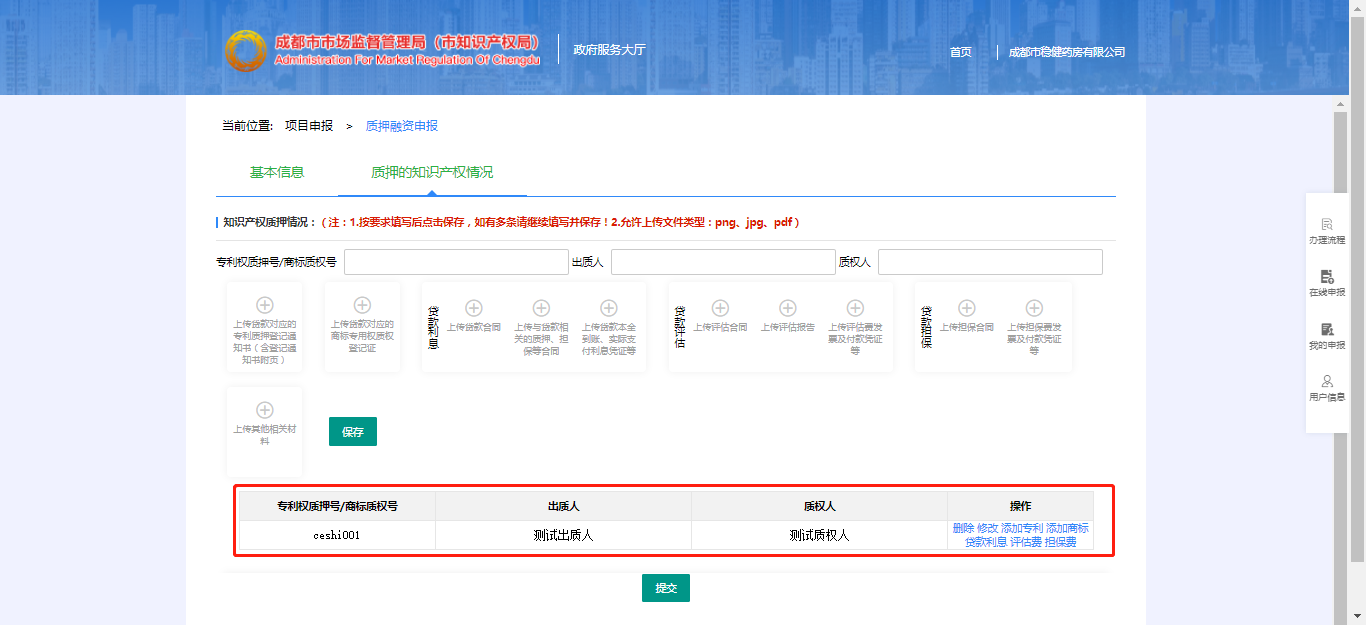 成都市市场监督管理局（市知识产权局）
Administration For Market Regulation Of Chengdu
政府服务大厅
首页
成都市稳健药房有限公司
当前位置: 项目申报 > 质押融资申报
基本信息
质押的知识产权情况
知识产权质押情况：（注：1.按要求填写后点击保存，如有多条请继续填写并保存！2.允许上传文件类型：png、jpg、pdf）
专利权质押号/商标质权号
出质人
质权人
上传贷款对应的
专利质押登记通
知书（含登记通
知书附页）
上传贷款对应的
商标专用权质权
登记证
贷款利息
上传贷款合同
上传与贷款相
关的质押、担
保等合同
上传贷款本金
到账、实际支
付利息凭证等
贷款评估
上传评估合同
上传评估报告
上传评估费发
票及付款凭证
等
贷款担保
上传担保合同
上传担保费发
票及付款凭证
等
上传其他相关材
料
保存
专利权质押号/商标质权号 出质人 质权人 操作
ceshi001 测试出质人 测试质权人 删除 修改 添加专利 添加商标
贷款利息 评估费 担保费
提交
办理流程
在线申报
我的申报
用户信息